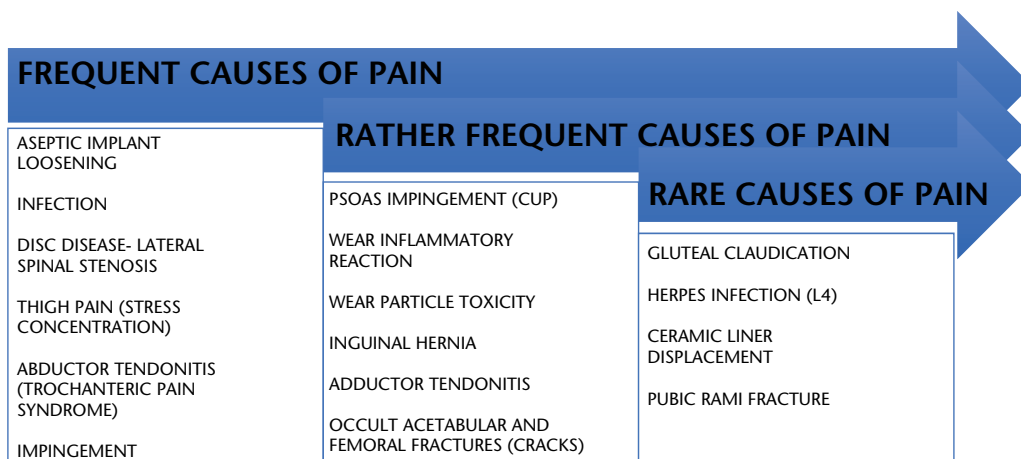 FREQUENT CAUSES OF PAIN
ASEPTIC IMPLANT
LOOSENING
INFECTION
DISC DISEASE- LATERAL
SPINAL STENOSIS
THIGH PAIN (STRESS
CONCENTRATION)
ABDUCTOR TENDONITIS
(TROCHANTERIC PAIN
SYNDROME)
IMPINGEMENT
RATHER FREQUENT CAUSES OF PAIN
PSOAS IMPINGEMENT (CUP)
WEAR INFLAMMATORY
REACTION
WEAR PARTICLE TOXICITY
INGUINAL HERNIA
ADDUCTOR TENDONITIS
OCCULT ACETABULAR AND
FEMORAL FRACTURES (CRACKS)
RARE CAUSES OF PAIN
GLUTEAL CLAUDICATION
HERPES INFECTION (L4)
CERAMIC LINER
DISPLACEMENT
PUBIC RAMI FRACTURE